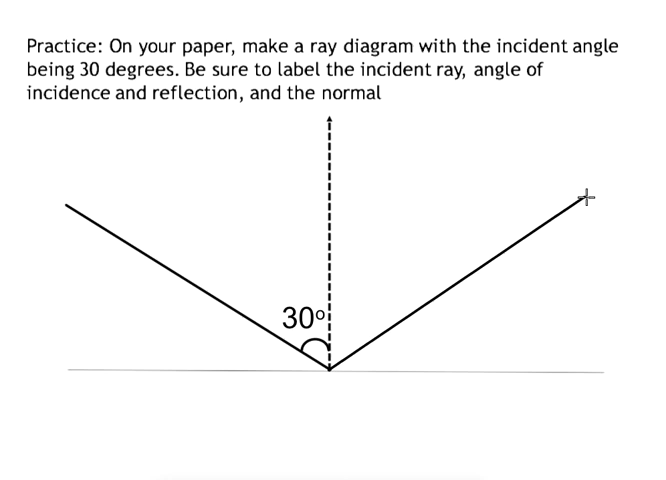 Practice: On your paper, make a ray diagram with the incident angle
being 30 degrees. Be sure to label the incident ray, angle of
incidence and reflection, and the normal
30°